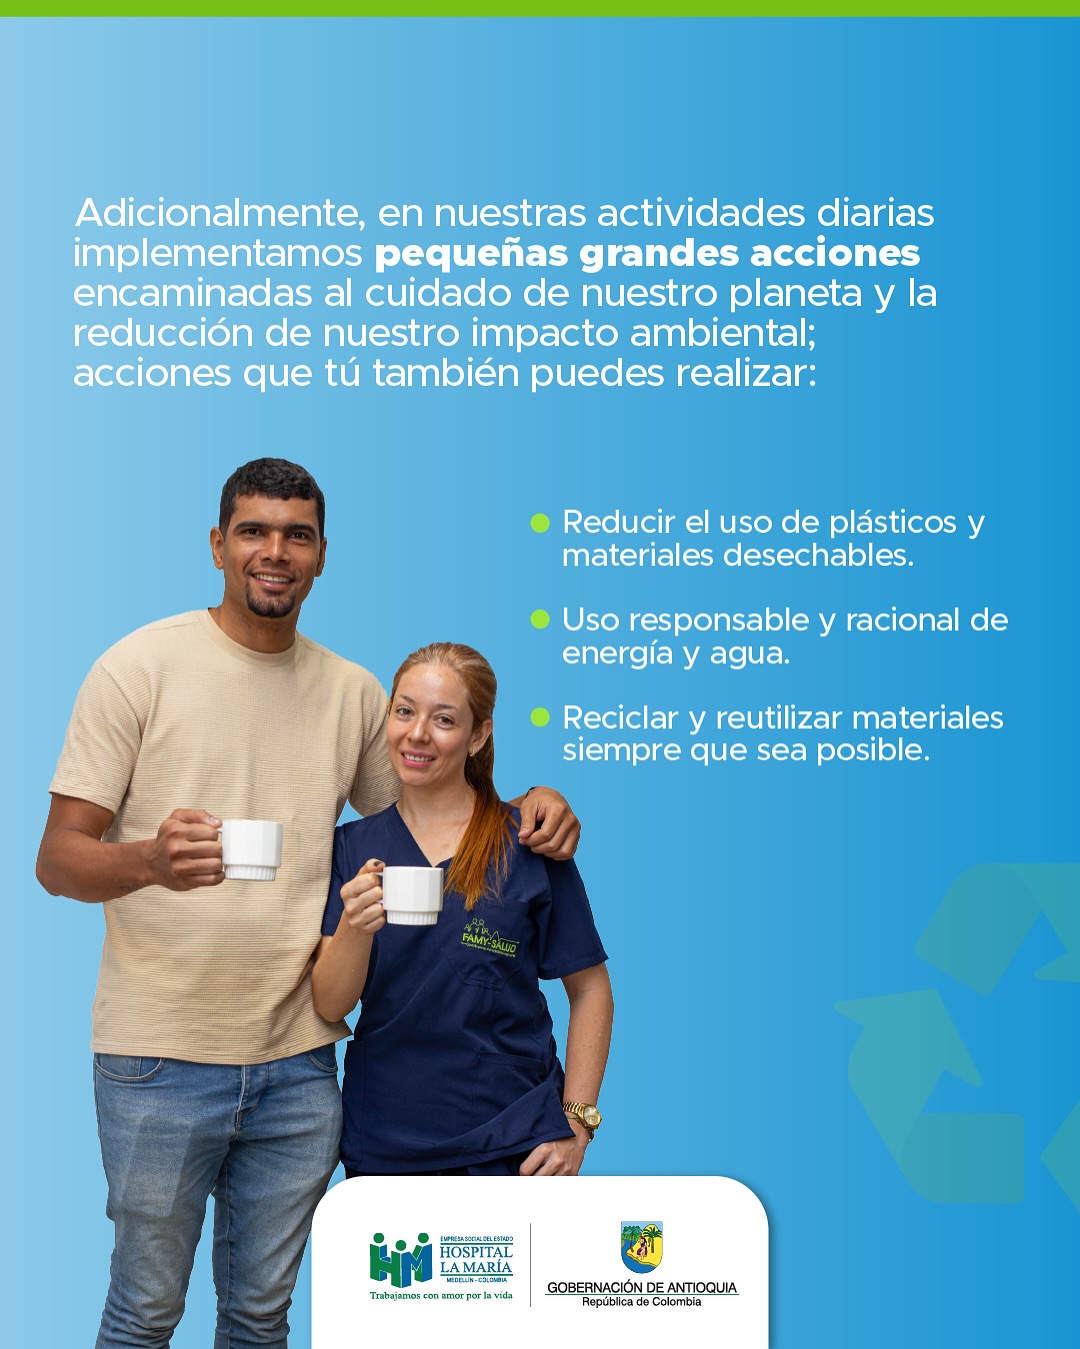 Adicionalmente, en nuestras actividades diarias
implementamos pequeñas grandes acciones
encaminadas al cuidado de nuestro planeta y la
reducción de nuestro impacto ambiental;
acciones que tú también puedes realizar:
Reducir el uso de plásticos y
materiales desechables.
Uso responsable y racional de
energía y agua.
Reciclar y reutilizar materiales
siempre que sea posible.
FAMY-SALUD
EMPRESA SOCIAL DEL ESTADO
HOSPITAL
LA MARÍA
MEDELLÍN - COLOMBIA
Trabajamos con amor por la vida
GOBERNACIÓN DE ANTIOQUIA
República de Colombia